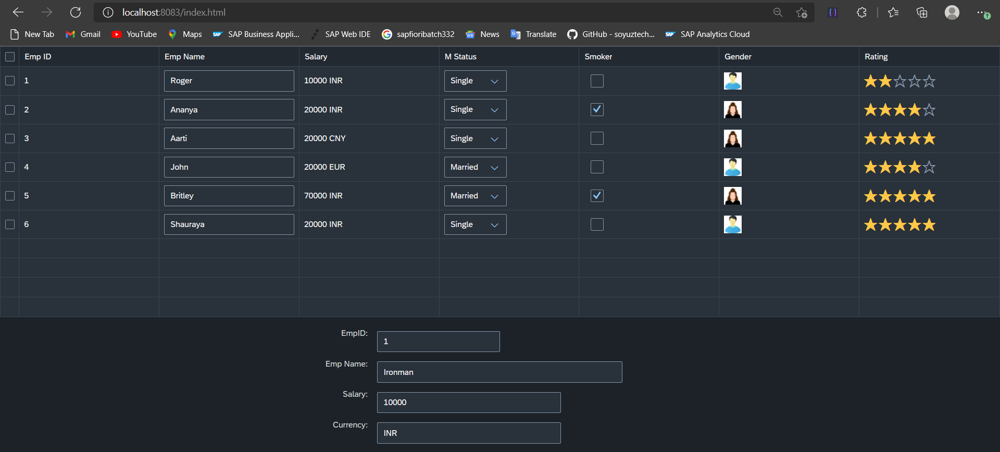 localhost:8083/index.html
New Tab Gmail YouTube Maps SAP SAP Business Appli... SAP Web IDE sapfioribatch332 News Translate GitHub - soyuztech... SAP SAP Analytics Cloud
Emp ID Emp Name Salary M Status Smoker Gender Rating
1 Roger 10000 INR Single
2 Ananya 20000 INR Single
3 Aarti 20000 CNY Single
4 John 20000 EUR Married
5 Britley 70000 INR Married
6 Shauraya 20000 INR Single
EmpID: 1
Emp Name: Ironman
Salary: 10000
Currency: INR